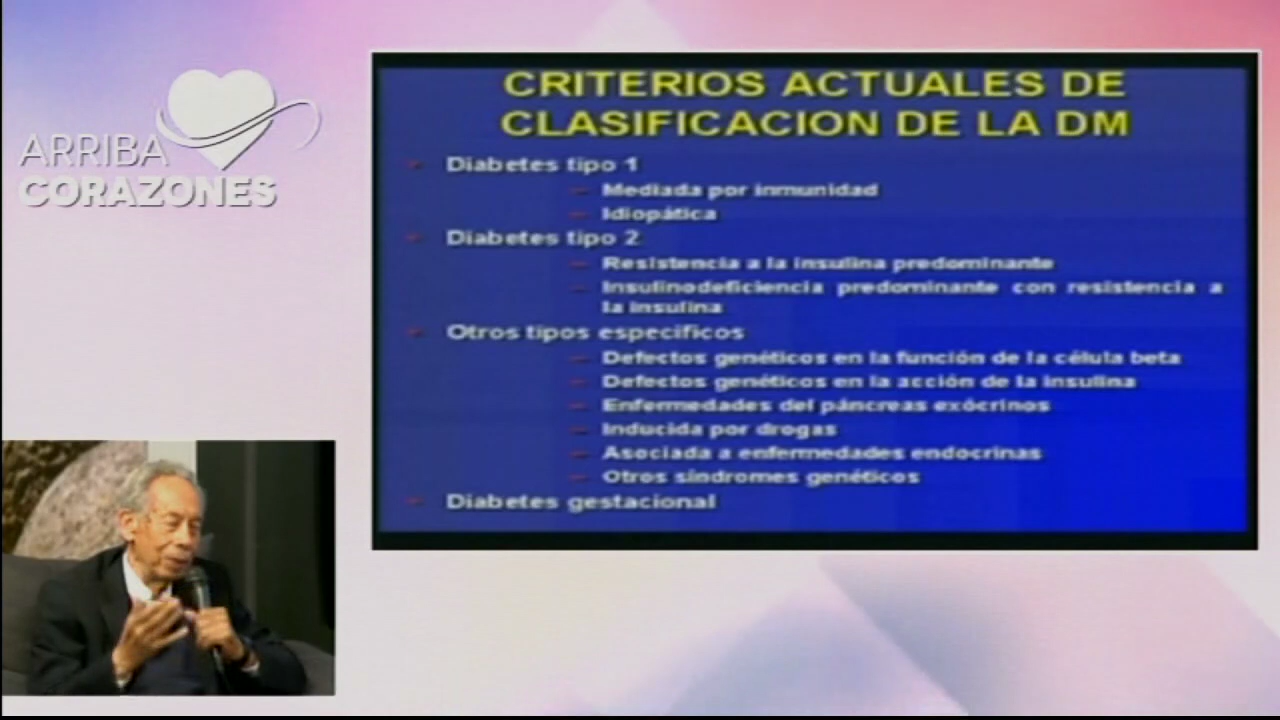 ARRIBA
CORAZONES
CRITERIOS ACTUALES DE
CLASIFICACION DE LA DM
Diabetes tipo 1
Mediada por inmunidad
Idiopática
Diabetes tipo 2
Resistencia a la insulina predominante
Insulinodeficiencia predominante con resistencia a
la insulina
Otros tipos específicos
Defectos genéticos en la función de la célula beta
Defectos genéticos en la acción de la insulina
Enfermedades del páncreas exócrinos
Inducida por drogas
Asociada a enfermedades endocrinas
Otros síndromes genéticos
Diabetes gestacional